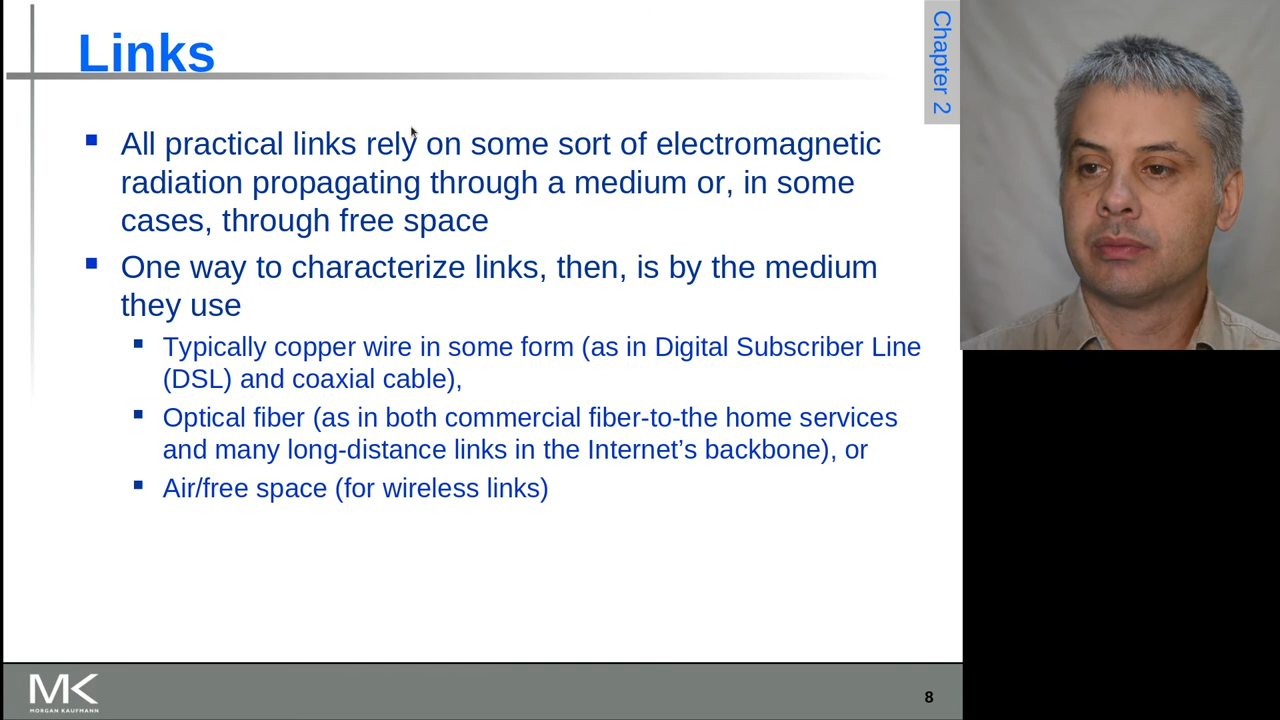 Links
Chapter 2
All practical links rely on some sort of electromagnetic
radiation propagating through a medium or, in some
cases, through free space
One way to characterize links, then, is by the medium
they use
Typically copper wire in some form (as in Digital Subscriber Line
(DSL) and coaxial cable),
Optical fiber (as in both commercial fiber-to-the home services
and many long-distance links in the Internet’s backbone), or
Air/free space (for wireless links)
MK
MORGAN KAUFMANN
8